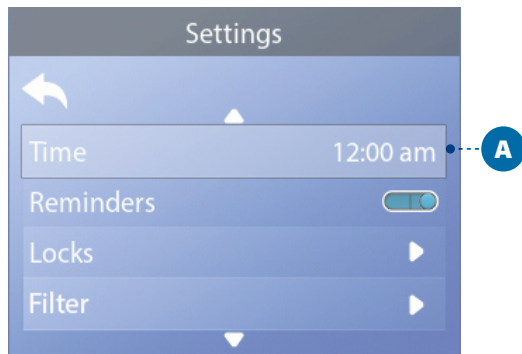 Settings
Time 12:00 am
A
Reminders
Locks
Filter